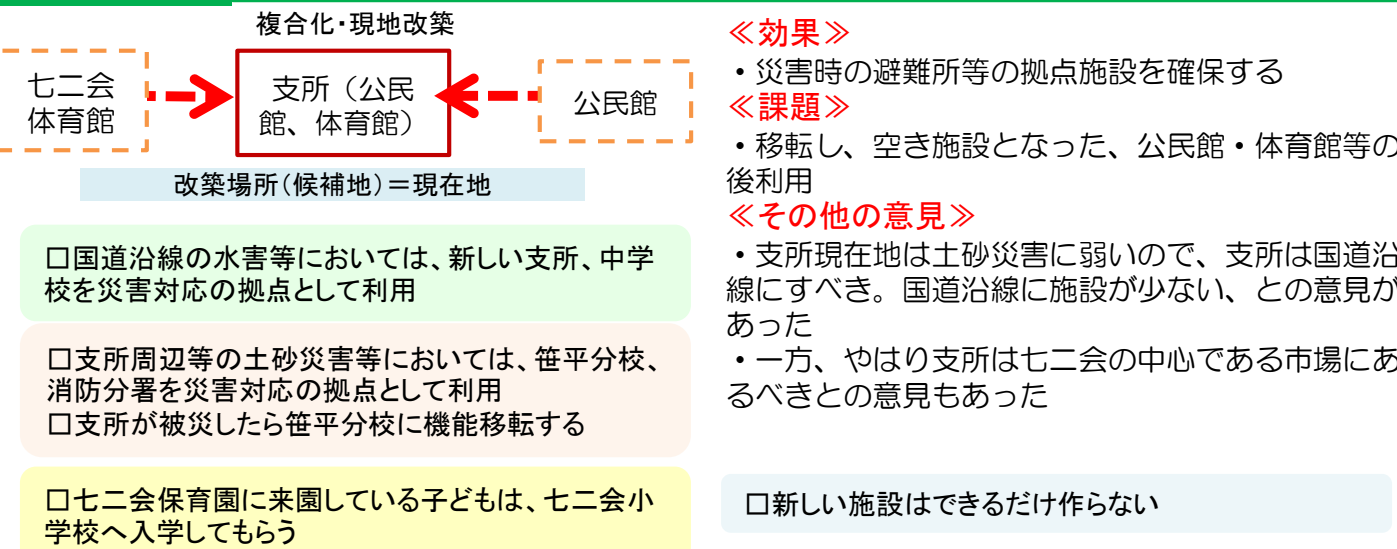 複合化・現地改築
七二会
体育館
支所（公民
館、体育館）
公民館
改築場所（候補地）＝現在地
□国道沿線の水害等においては、新しい支所、中学
校を災害対応の拠点として利用
□支所周辺等の土砂災害等においては、笹平分校、
消防分署を災害対応の拠点として利用
□支所が被災したら笹平分校に機能移転する
□七二会保育園に来園している子どもは、七二会小
学校へ入学してもらう
≪効果≫
・災害時の避難所等の拠点施設を確保する
≪課題≫
・移転し、空き施設となった、公民館・体育館等の
後利用
≪その他の意見≫
・支所現在地は土砂災害に弱いので、支所は国道沿
線にすべき。国道沿線に施設が少ない、との意見が
あった
・一方、やはり支所は七二会の中心である市場にあ
るべきとの意見もあった
□新しい施設はできるだけ作らない